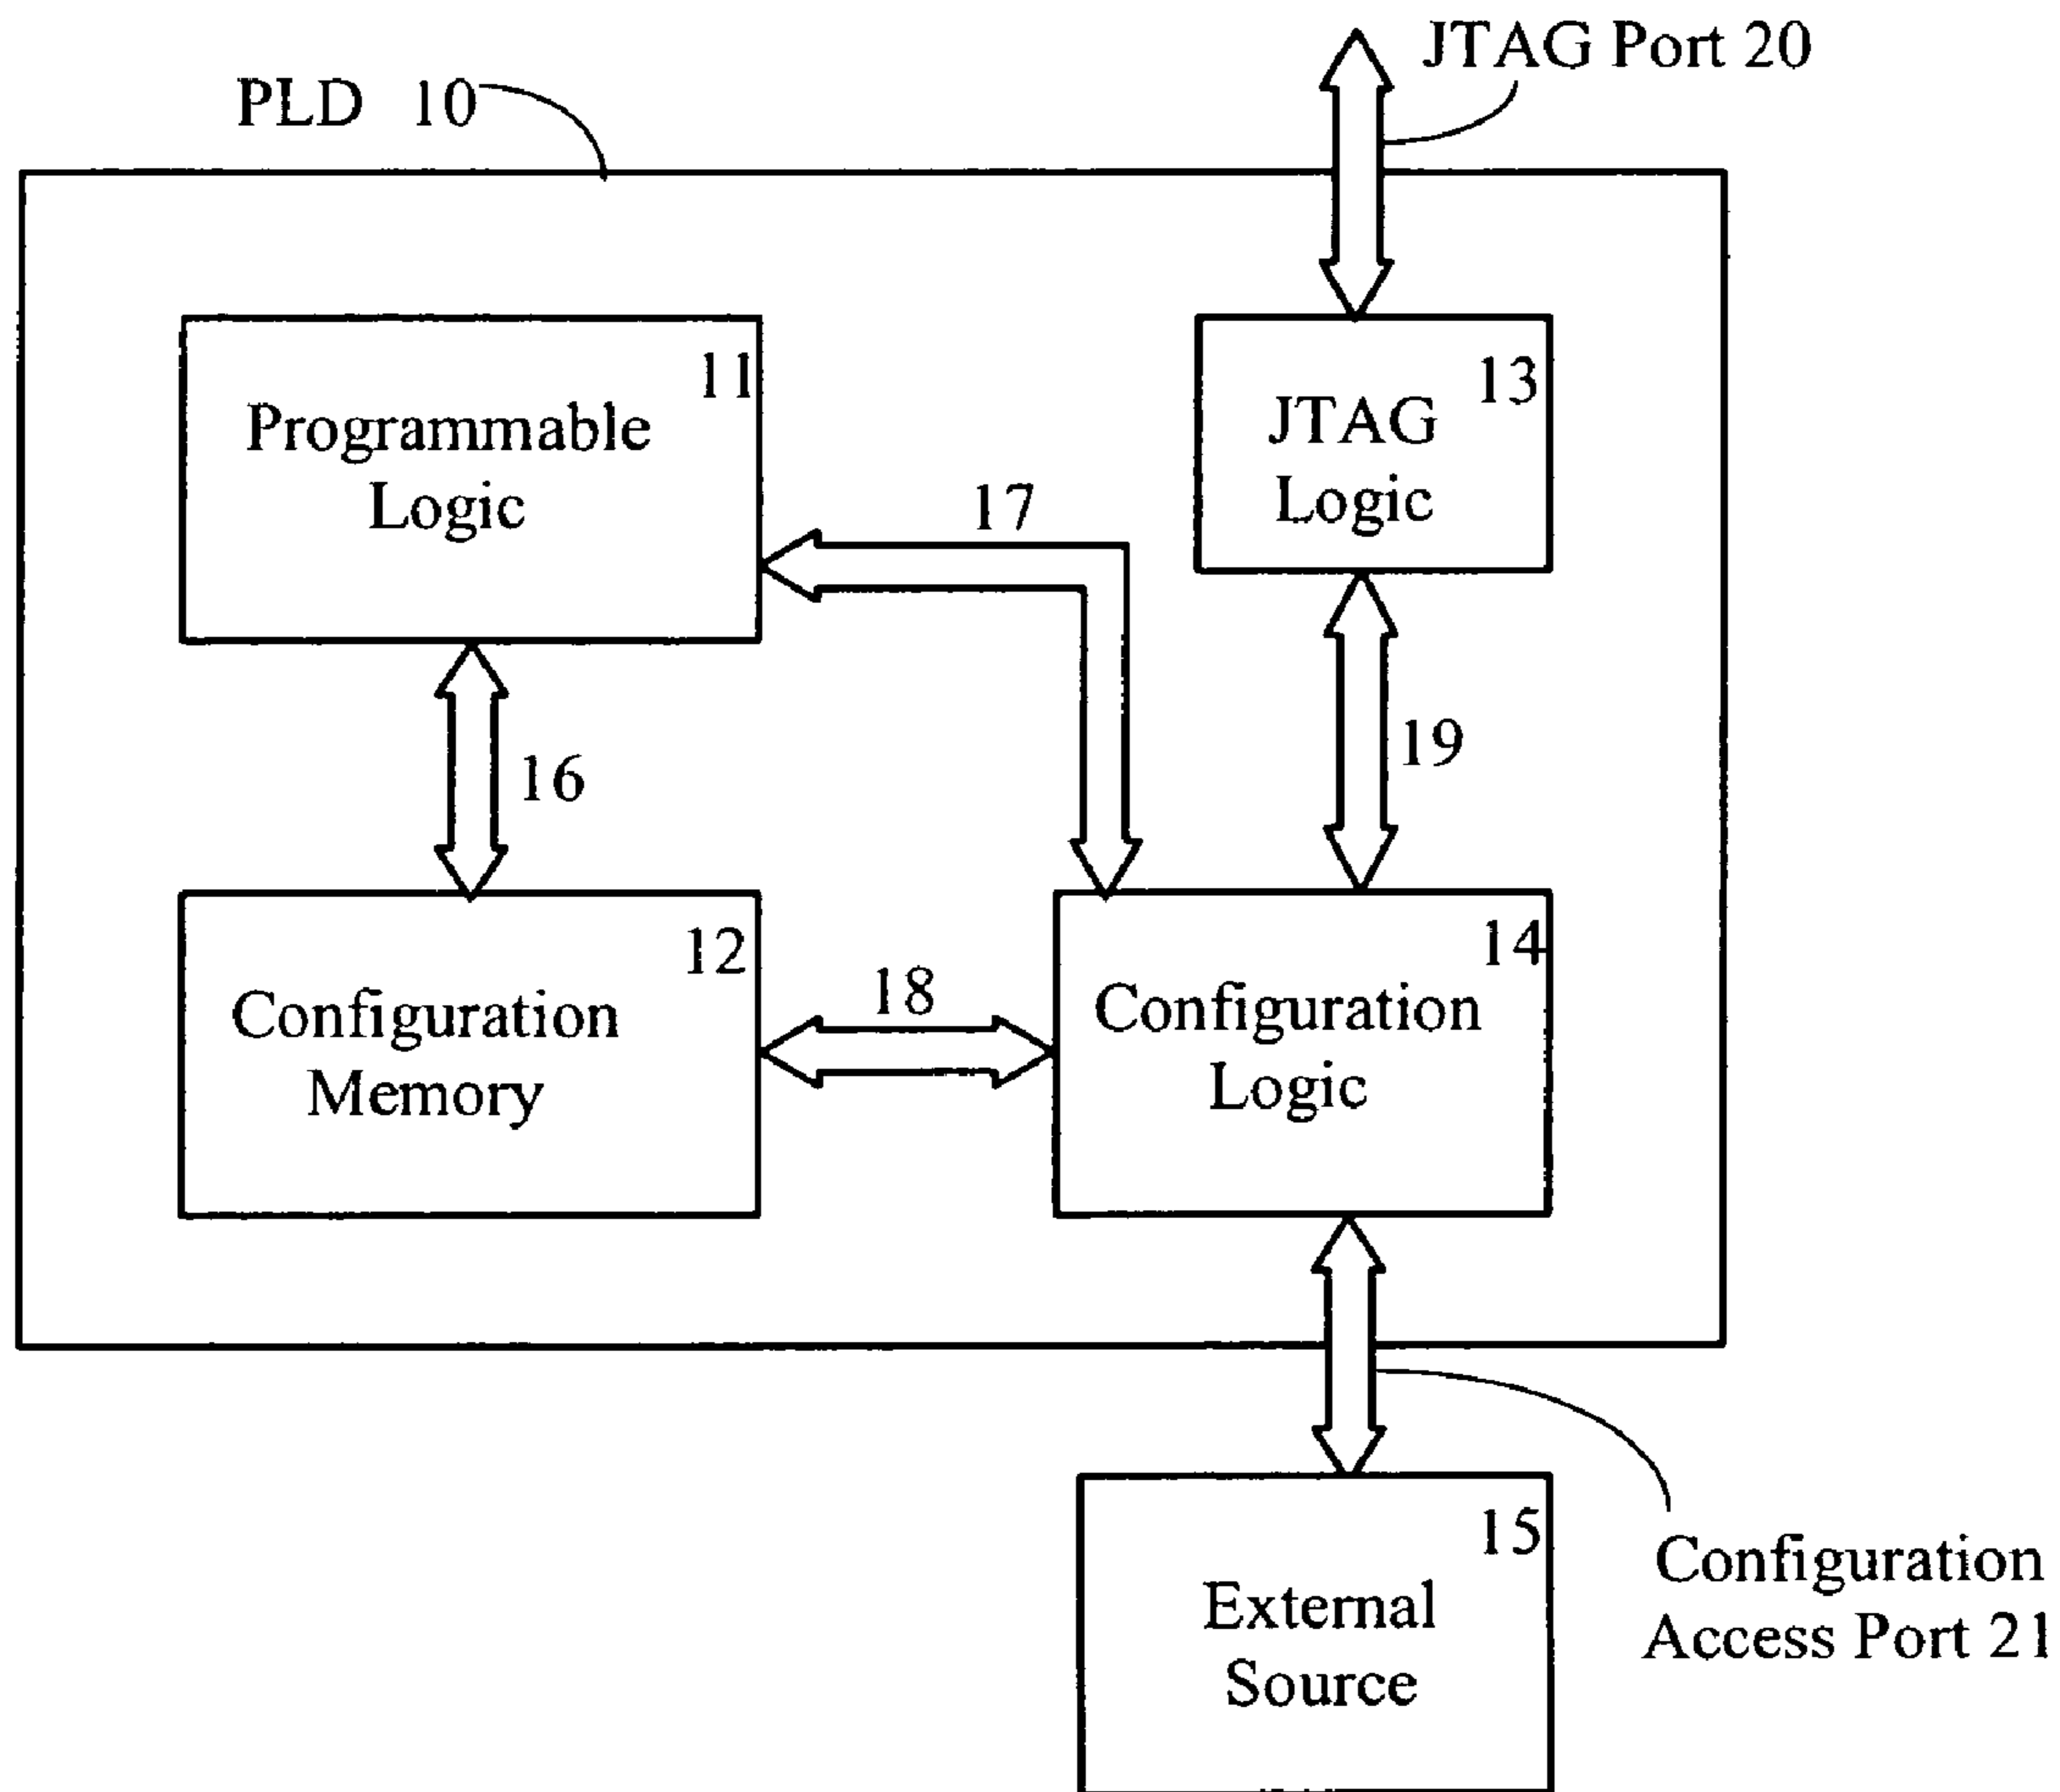 JTAG Port 20
PLD 10
11
Programmable
Logic
13
JTAG
Logic
17
16
19
12
Configuration
Memory
18
14
Configuration
Logic
15
External
Source
Configuration
Access Port 21